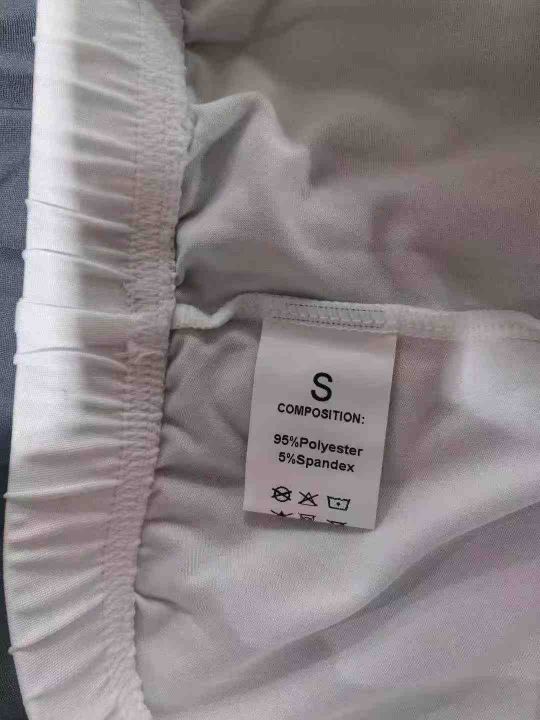 S
COMPOSITION:
95%Polyester
5%Spandex